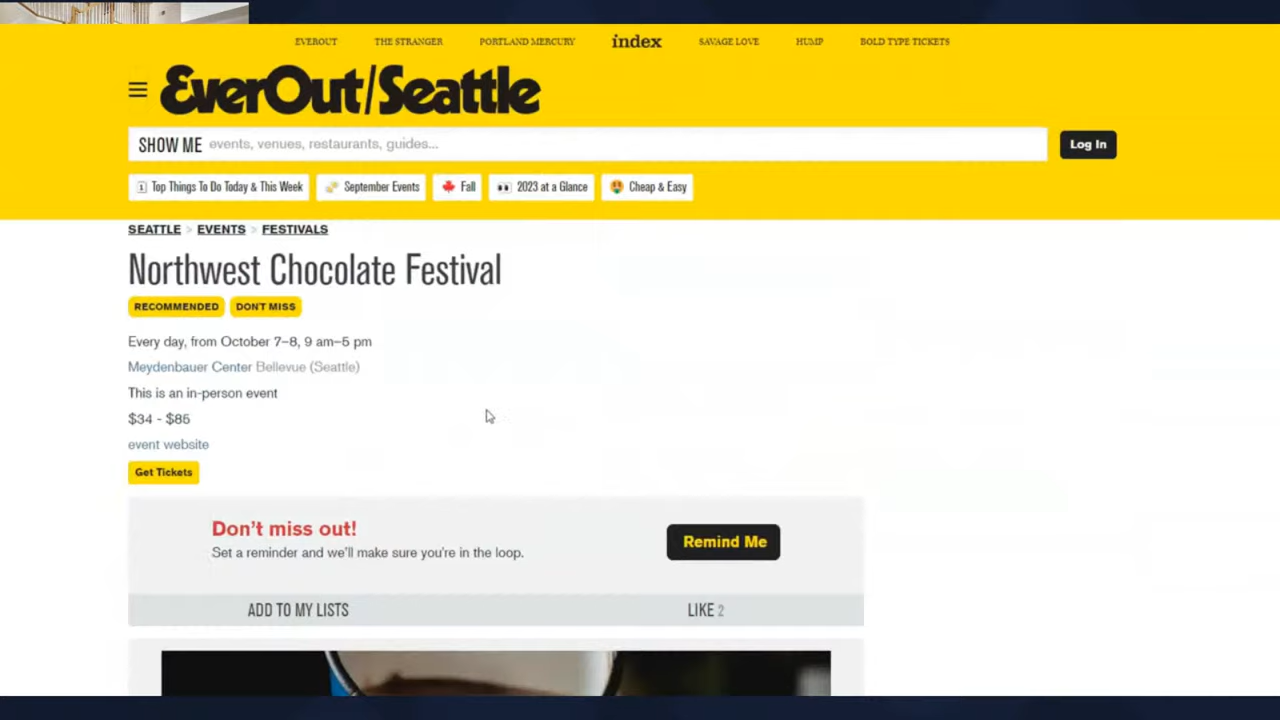 EVEROUT THE STRANGER PORTLAND MERCURY index SAVAGE LOVE HUMP BOLD TYPE TICKETS
EverOut/Seattle
SHOW ME events, venues, restaurants, guides... Log In
Top Things To Do Today & This Week September Events Fall 2023 at a Glance Cheap & Easy
SEATTLE > EVENTS > FESTIVALS
Northwest Chocolate Festival
RECOMMENDED DON'T MISS
Every day, from October 7–8, 9 am–5 pm
Meydenbauer Center Bellevue (Seattle)
This is an in-person event
$34 - $85
event website
Get Tickets
Don't miss out!
Set a reminder and we'll make sure you're in the loop.
Remind Me
ADD TO MY LISTS LIKE 2